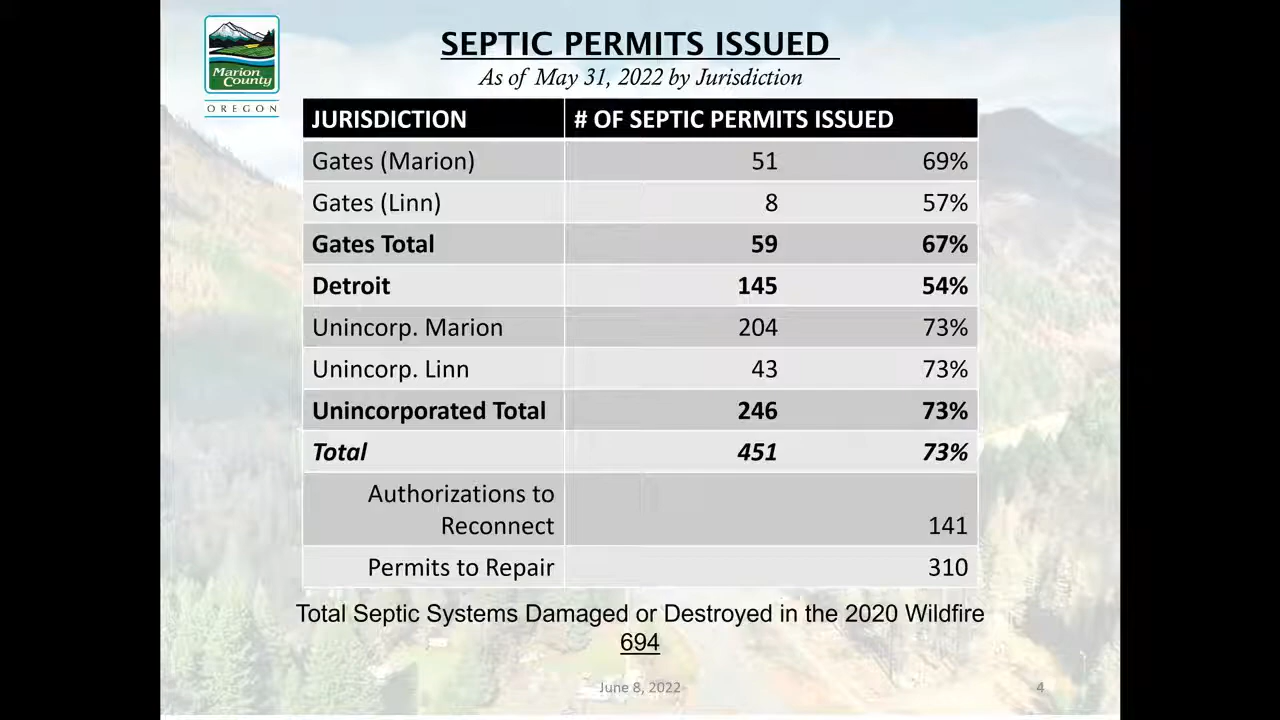 Marion
County
OREGON
SEPTIC PERMITS ISSUED
As of May 31, 2022 by Jurisdiction
JURISDICTION # OF SEPTIC PERMITS ISSUED
Gates (Marion) 51 69%
Gates (Linn) 8 57%
Gates Total 59 67%
Detroit 145 54%
Unincorp. Marion 204 73%
Unincorp. Linn 43 73%
Unincorporated Total 246 73%
Total 451 73%
Authorizations to
Reconnect 141
Permits to Repair 310
Total Septic Systems Damaged or Destroyed in the 2020 Wildfire
694
June 8, 2022 4